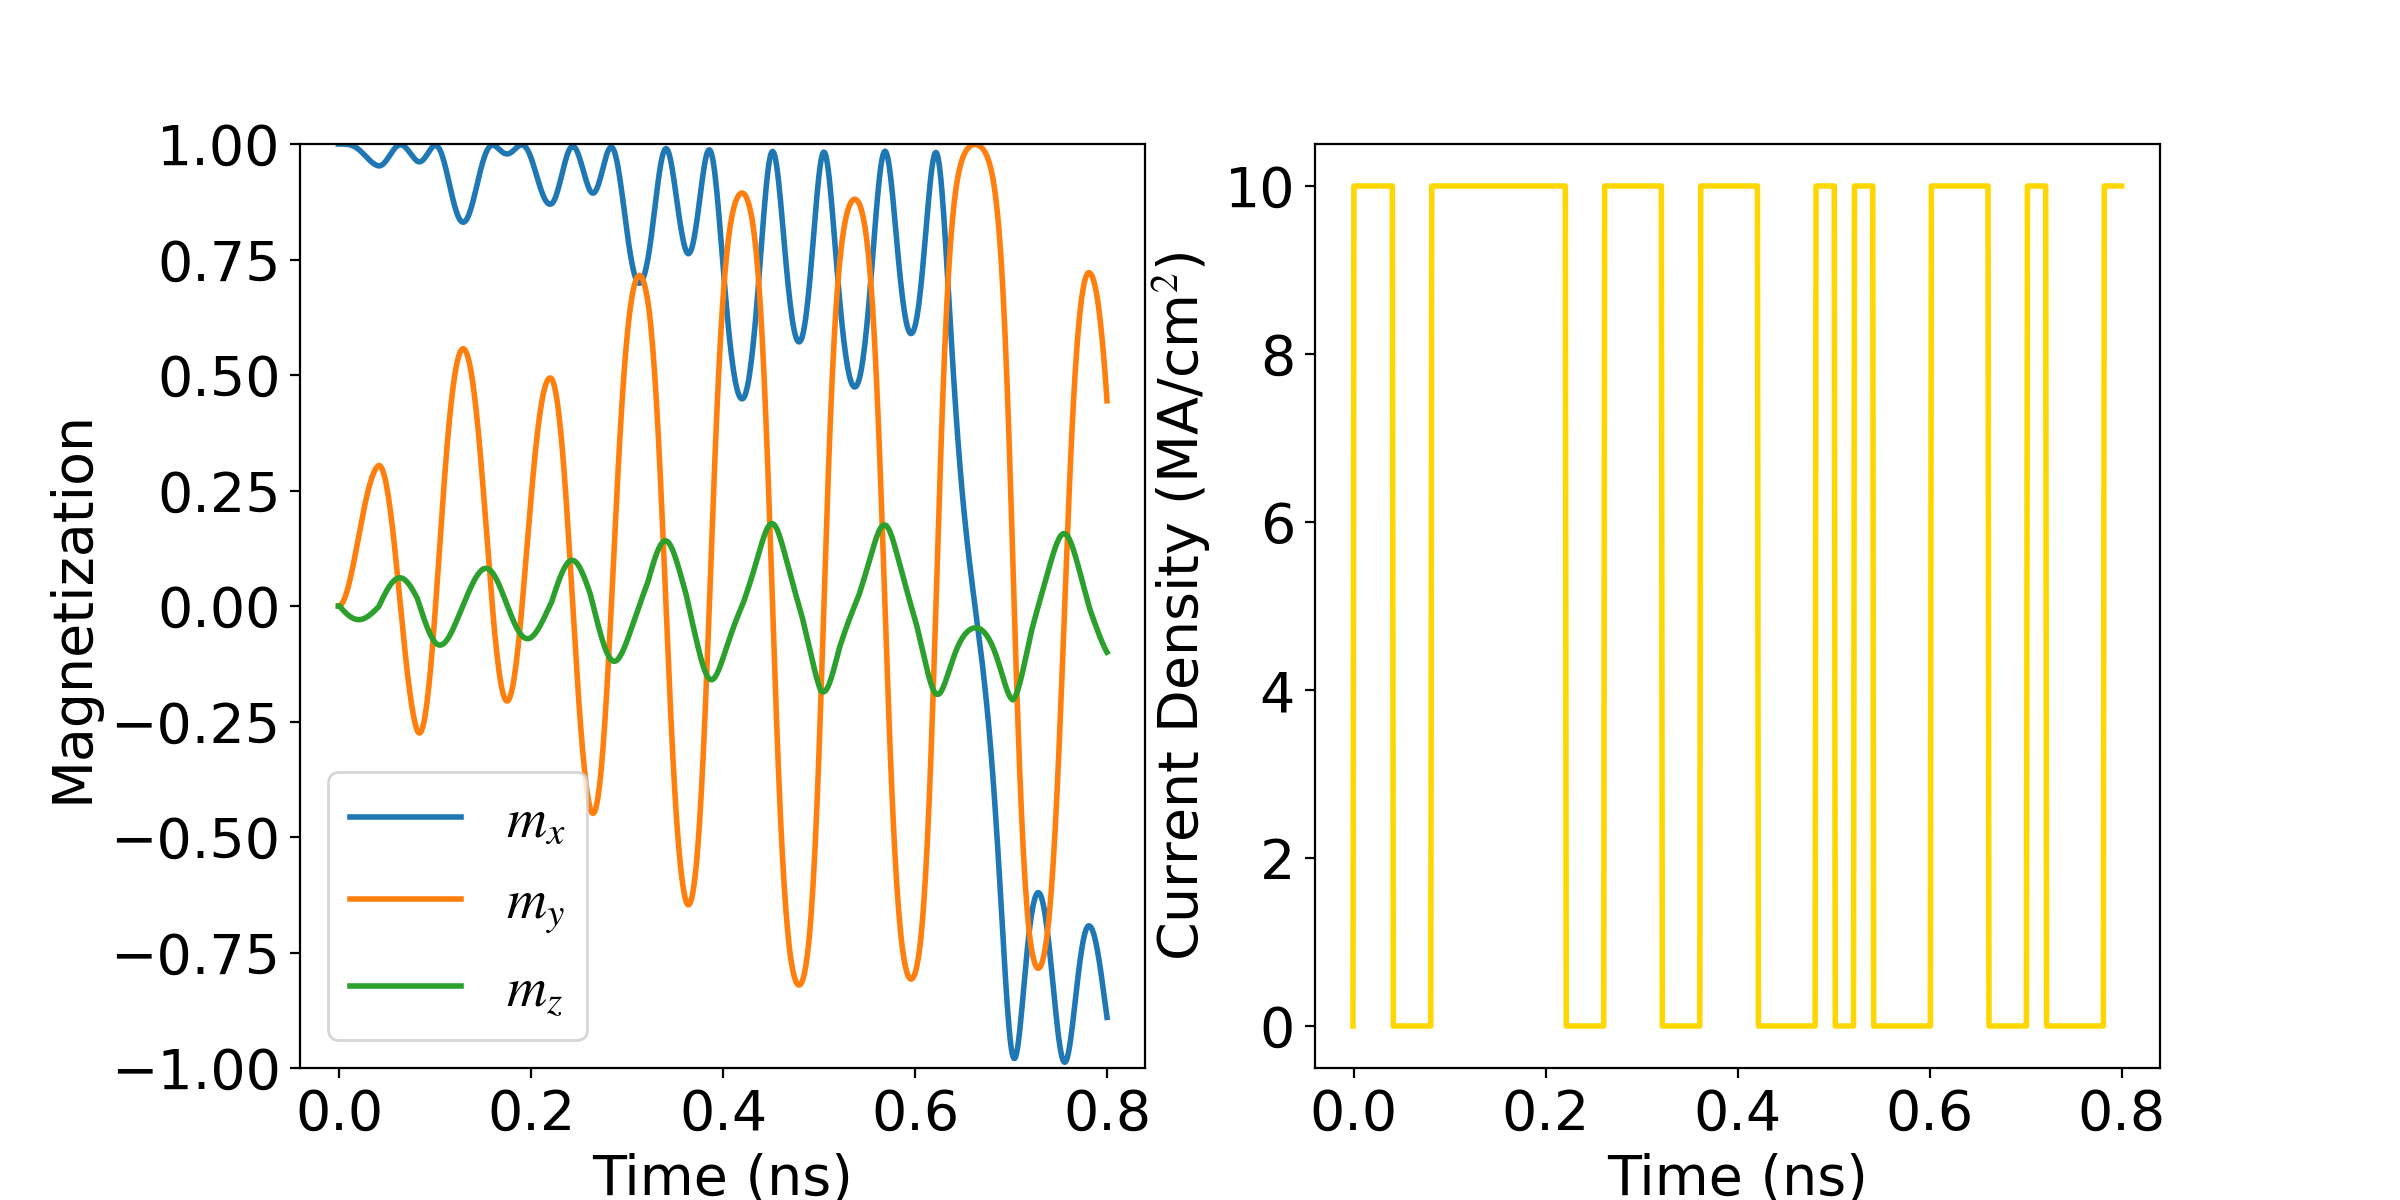 Magnetization
1.00
0.75
0.50
0.25
0.00
−0.25
−0.50
−0.75
−1.00
m_x
m_y
m_z
0.0 0.2 0.4 0.6 0.8
Time (ns)
Current Density (MA/cm²)
10
8
6
4
2
0
0.0 0.2 0.4 0.6 0.8
Time (ns)